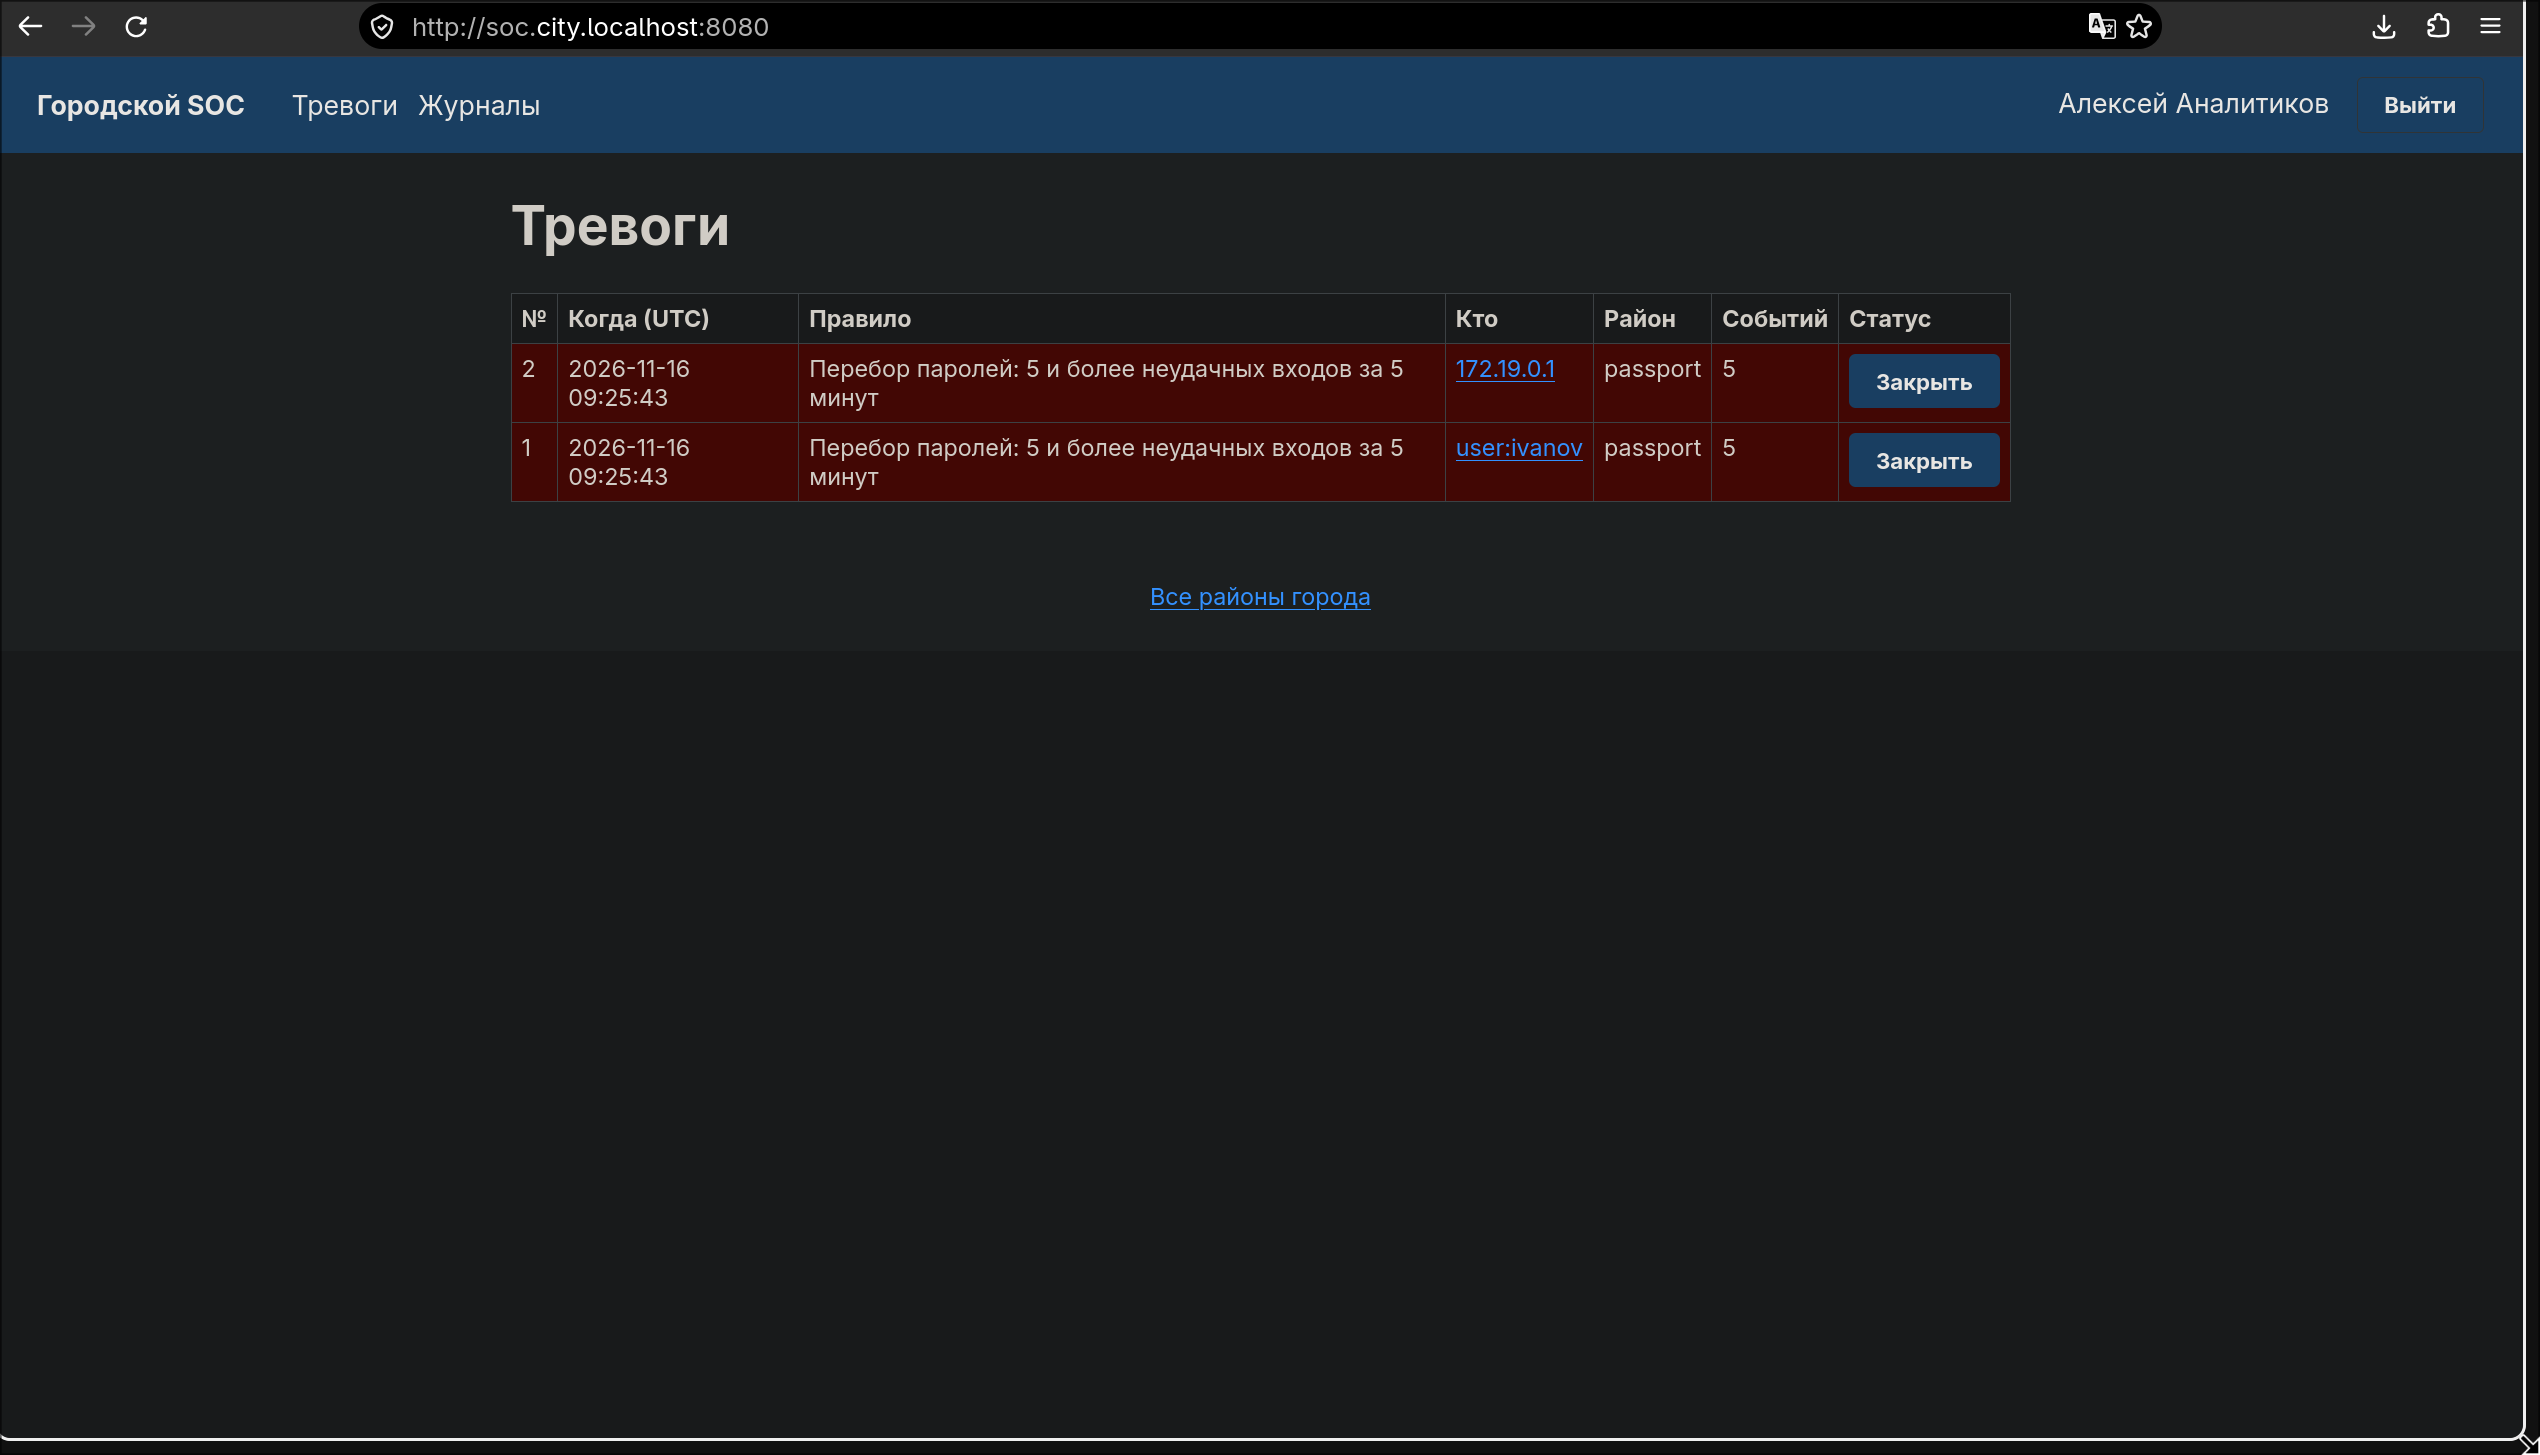 http://soc.city.localhost:8080
Городской SOC Тревоги Журналы Алексей Аналитиков Выйти
Тревоги
№ Когда (UTC) Правило Кто Район Событий Статус
2 2026-11-16 09:25:43 Перебор паролей: 5 и более неудачных входов за 5 минут 172.19.0.1 passport 5 Закрыть
1 2026-11-16 09:25:43 Перебор паролей: 5 и более неудачных входов за 5 минут user:ivanov passport 5 Закрыть
Все районы города